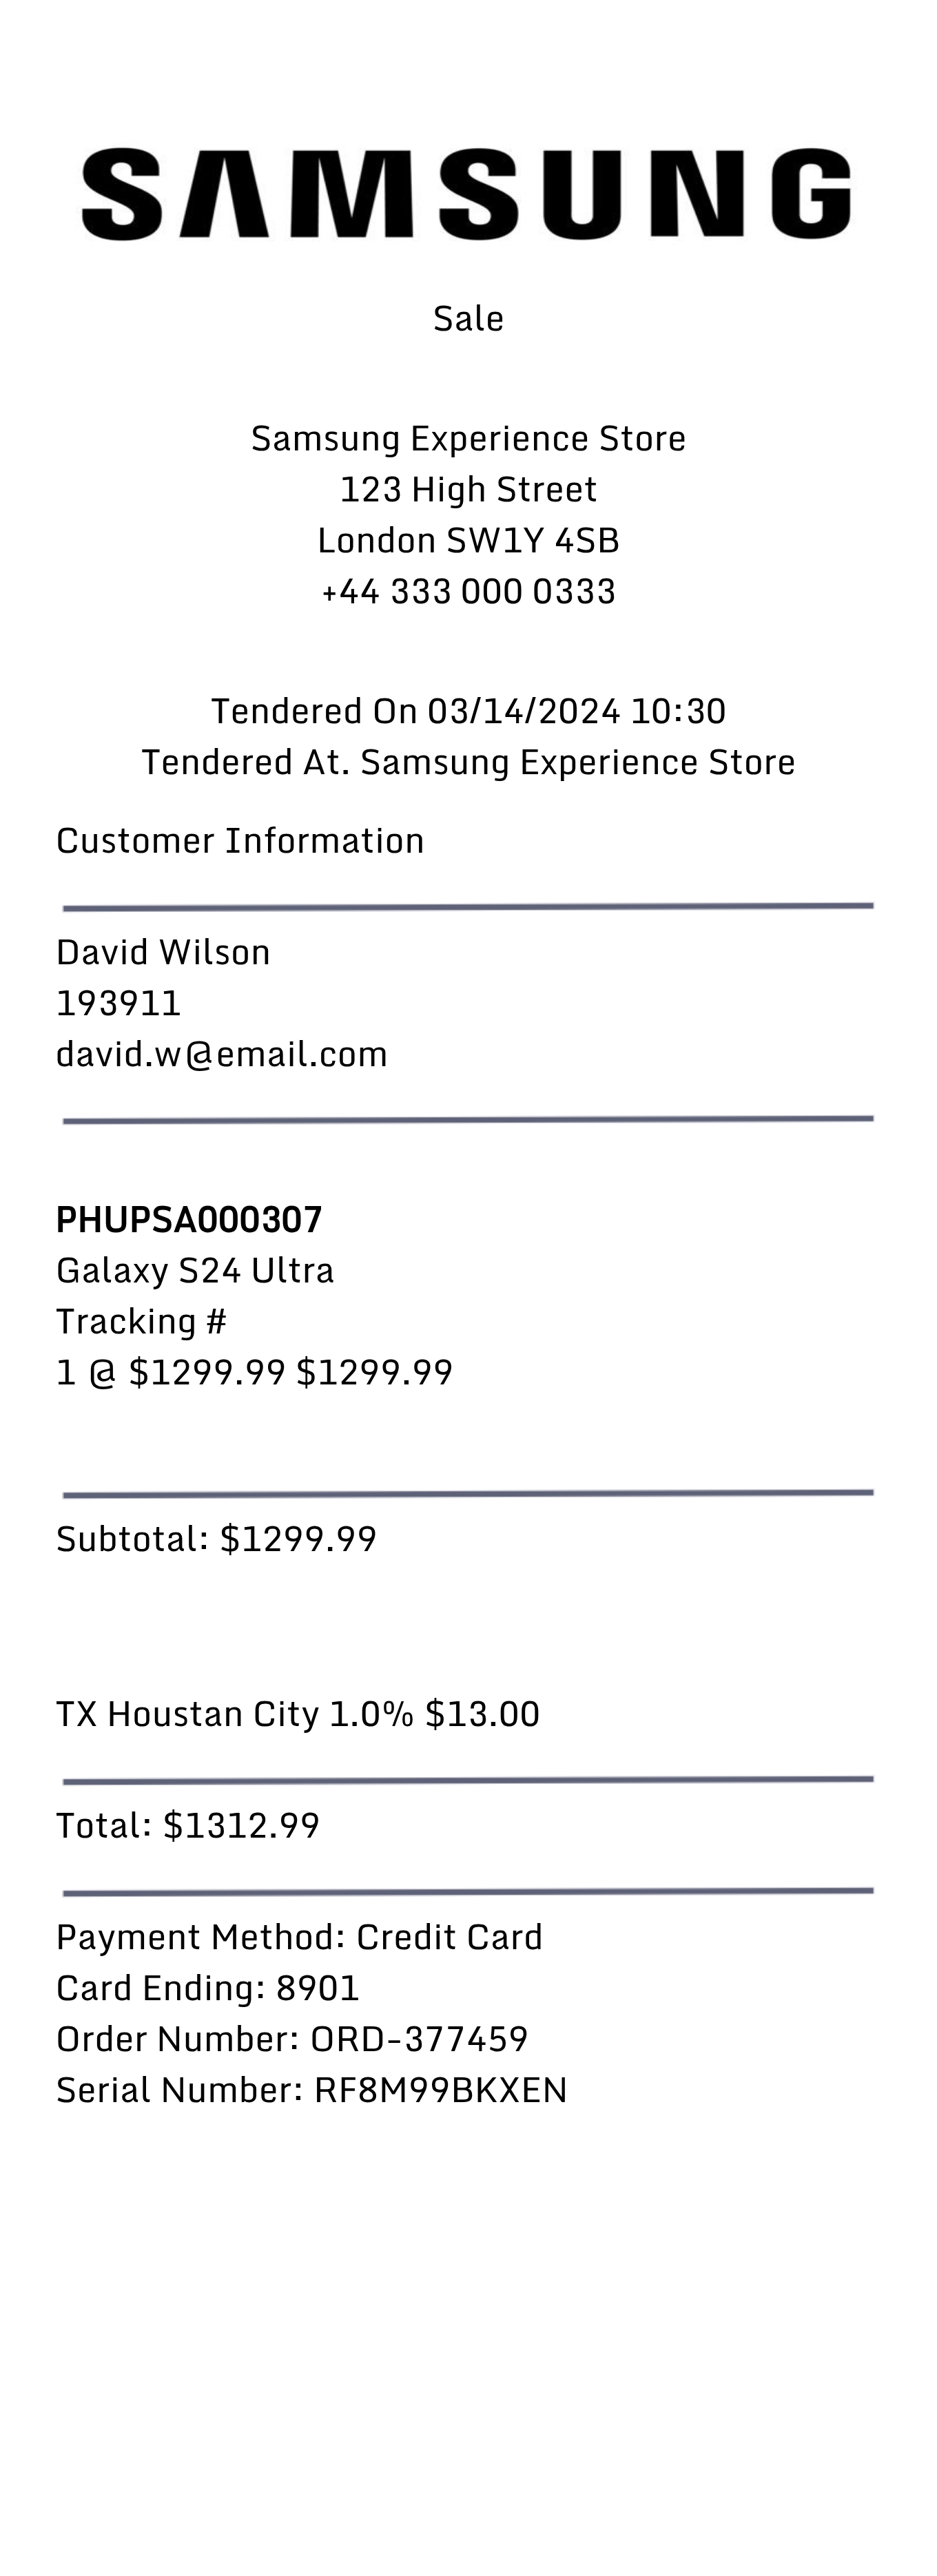 SAMSUNG
Sale
Samsung Experience Store
123 High Street
London SW1Y 4SB
+44 333 000 0333
Tendered On 03/14/2024 10:30
Tendered At. Samsung Experience Store
Customer Information
David Wilson
193911
david.w@email.com
PHUPSA000307
Galaxy S24 Ultra
Tracking #
1 @ $1299.99 $1299.99
Subtotal: $1299.99
TX Houstan City 1.0% $13.00
Total: $1312.99
Payment Method: Credit Card
Card Ending: 8901
Order Number: ORD-377459
Serial Number: RF8M99BKXEN